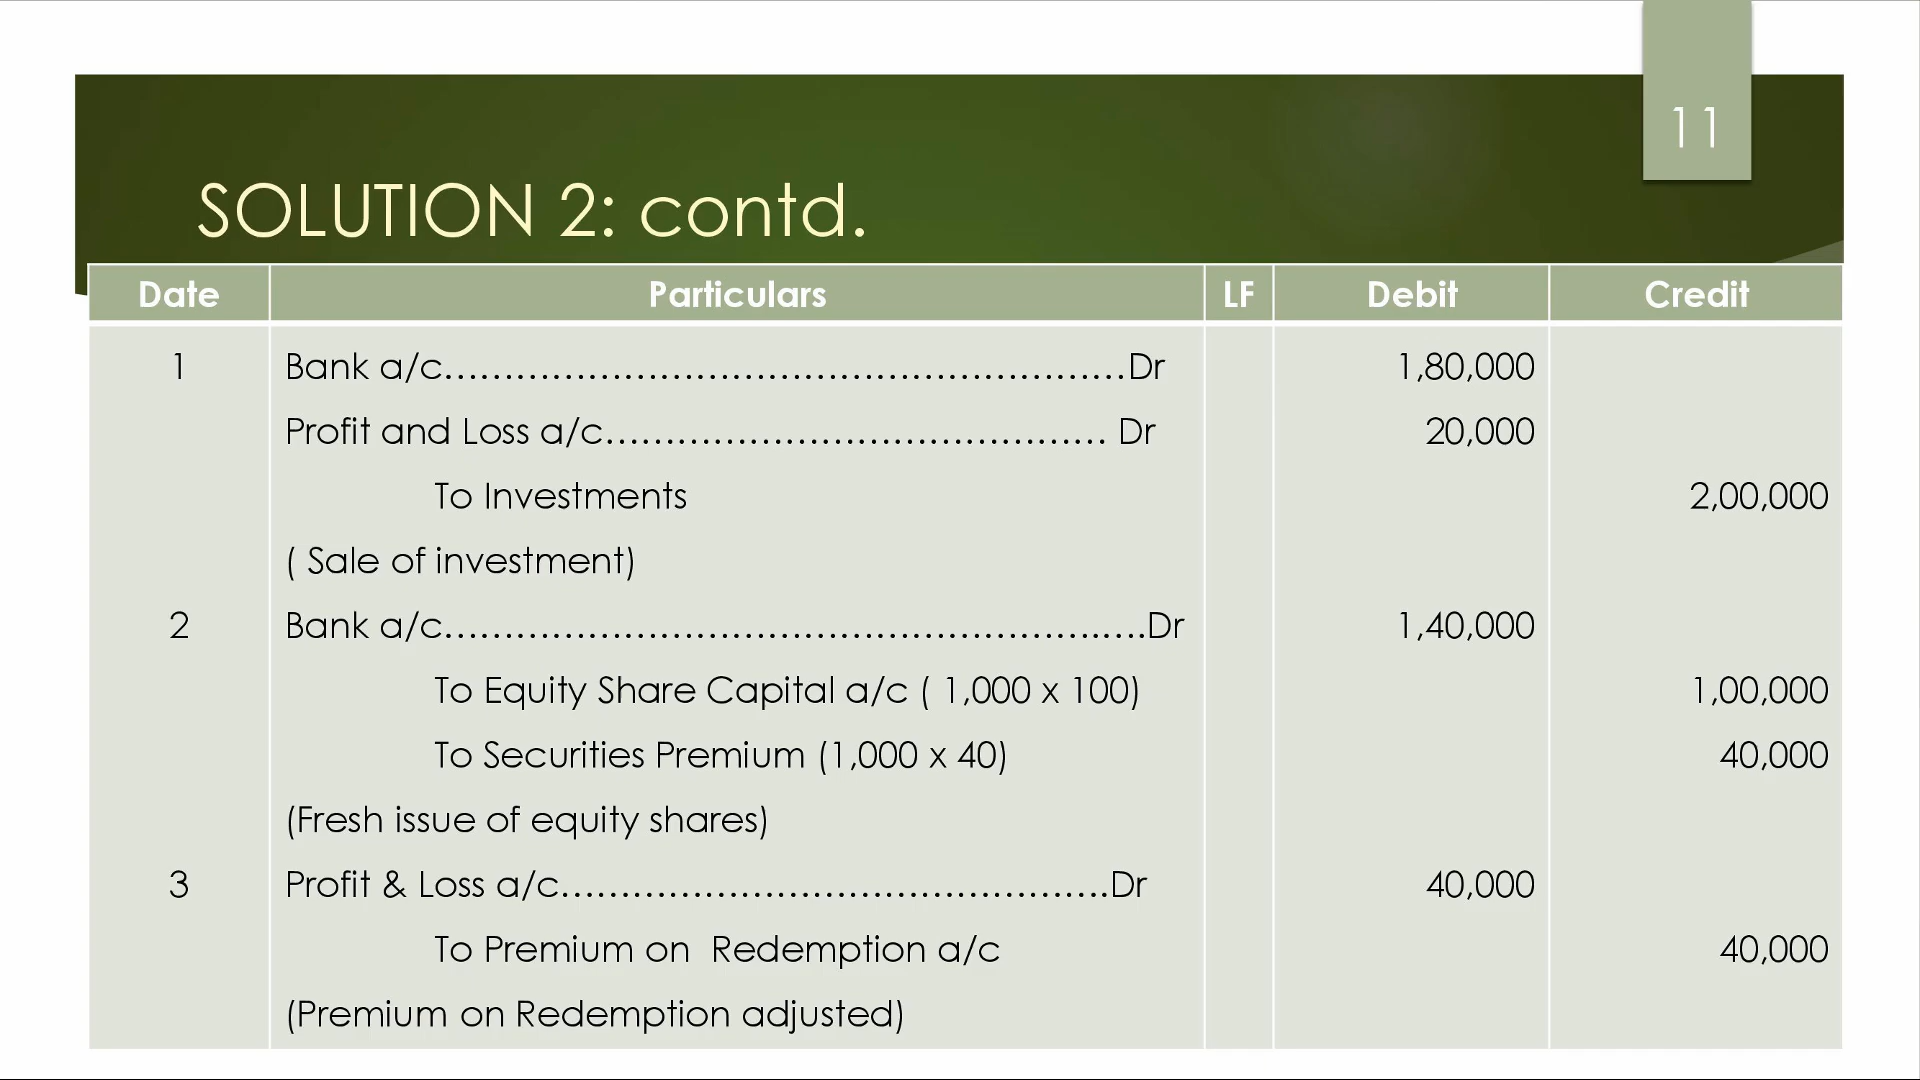 11
SOLUTION 2: contd.
Date Particulars LF Debit Credit
1 Bank a/c…………………………………………………Dr 1,80,000
Profit and Loss a/c…………………………………… Dr 20,000
To Investments 2,00,000
( Sale of investment)
2 Bank a/c……………………………………………….….Dr 1,40,000
To Equity Share Capital a/c ( 1,000 x 100) 1,00,000
To Securities Premium (1,000 x 40) 40,000
(Fresh issue of equity shares)
3 Profit & Loss a/c……………………………………….Dr 40,000
To Premium on  Redemption a/c 40,000
(Premium on Redemption adjusted)